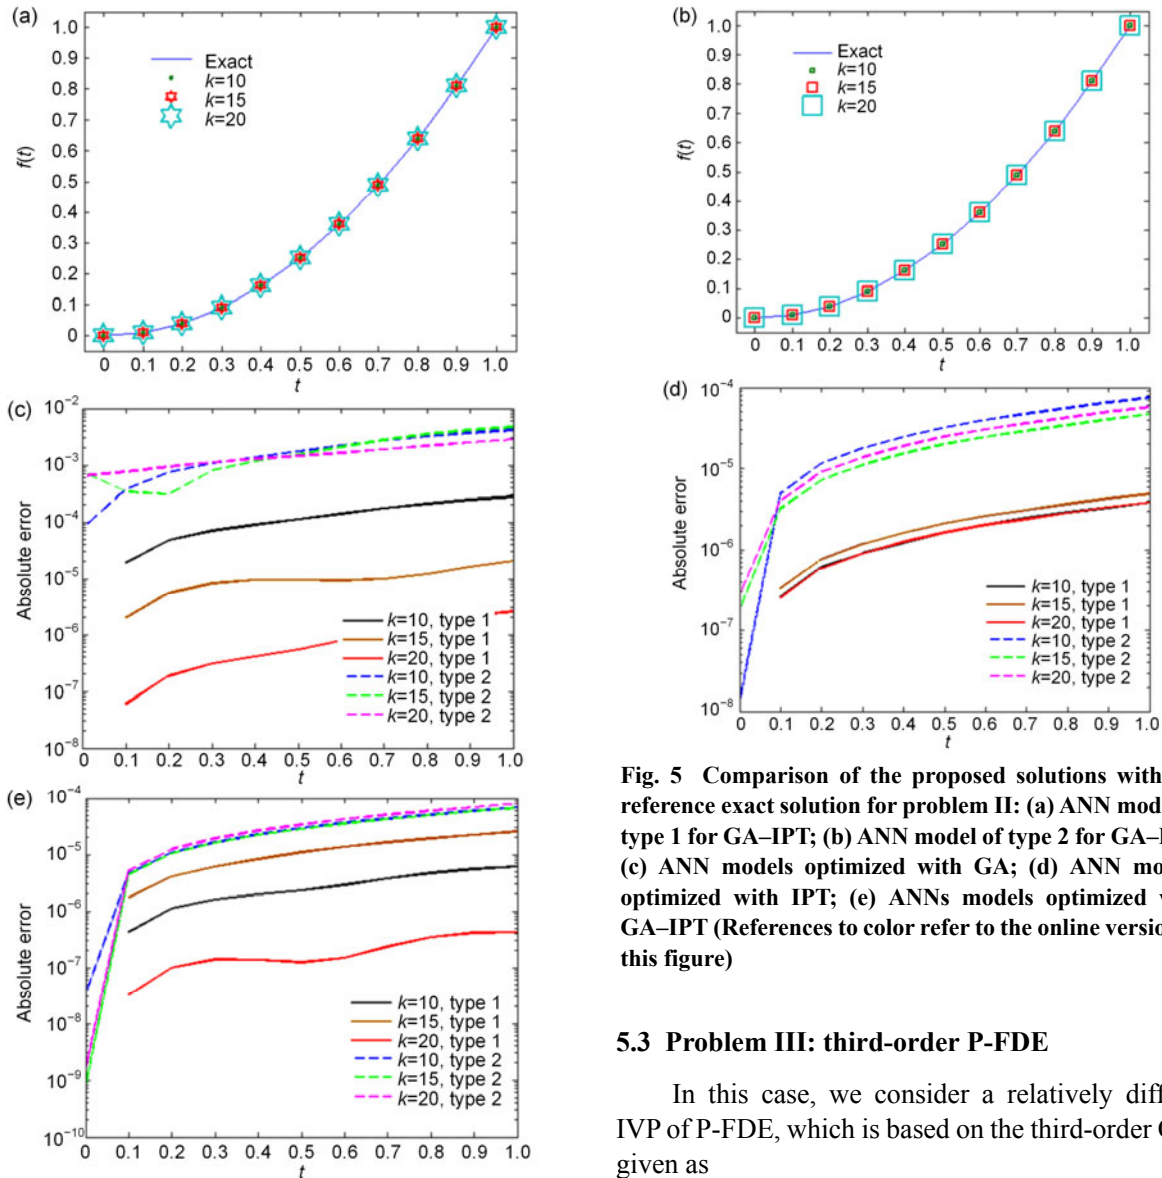 (a)
1.0
0.9
0.8
0.7
0.6
0.5
0.4
0.3
0.2
0.1
0
f(t)
Exact
k=10
k=15
k=20
0 0.1 0.2 0.3 0.4 0.5 0.6 0.7 0.8 0.9 1.0
t
(b)
1.0
0.9
0.8
0.7
0.6
0.5
0.4
0.3
0.2
0.1
0
f(t)
Exact
k=10
k=15
k=20
0 0.1 0.2 0.3 0.4 0.5 0.6 0.7 0.8 0.9 1.0
t
(c)
10⁻²
10⁻³
10⁻⁴
10⁻⁵
10⁻⁶
10⁻⁷
10⁻⁸
Absolute error
k=10, type 1
k=15, type 1
k=20, type 1
k=10, type 2
k=15, type 2
k=20, type 2
0 0.1 0.2 0.3 0.4 0.5 0.6 0.7 0.8 0.9 1.0
t
(d)
10⁻⁴
10⁻⁵
10⁻⁶
10⁻⁷
10⁻⁸
Absolute error
k=10, type 1
k=15, type 1
k=20, type 1
k=10, type 2
k=15, type 2
k=20, type 2
0 0.1 0.2 0.3 0.4 0.5 0.6 0.7 0.8 0.9 1.0
t
(e)
10⁻⁴
10⁻⁵
10⁻⁶
10⁻⁷
10⁻⁸
10⁻⁹
10⁻¹⁰
Absolute error
k=10, type 1
k=15, type 1
k=20, type 1
k=10, type 2
k=15, type 2
k=20, type 2
0 0.1 0.2 0.3 0.4 0.5 0.6 0.7 0.8 0.9 1.0
t
Fig. 5 Comparison of the proposed solutions with
reference exact solution for problem II: (a) ANN mod
type 1 for GA–IPT; (b) ANN model of type 2 for GA–I
(c) ANN models optimized with GA; (d) ANN mo
optimized with IPT; (e) ANNs models optimized
GA–IPT (References to color refer to the online versio
this figure)
5.3 Problem III: third-order P-FDE
In this case, we consider a relatively diff
IVP of P-FDE, which is based on the third-order
given as